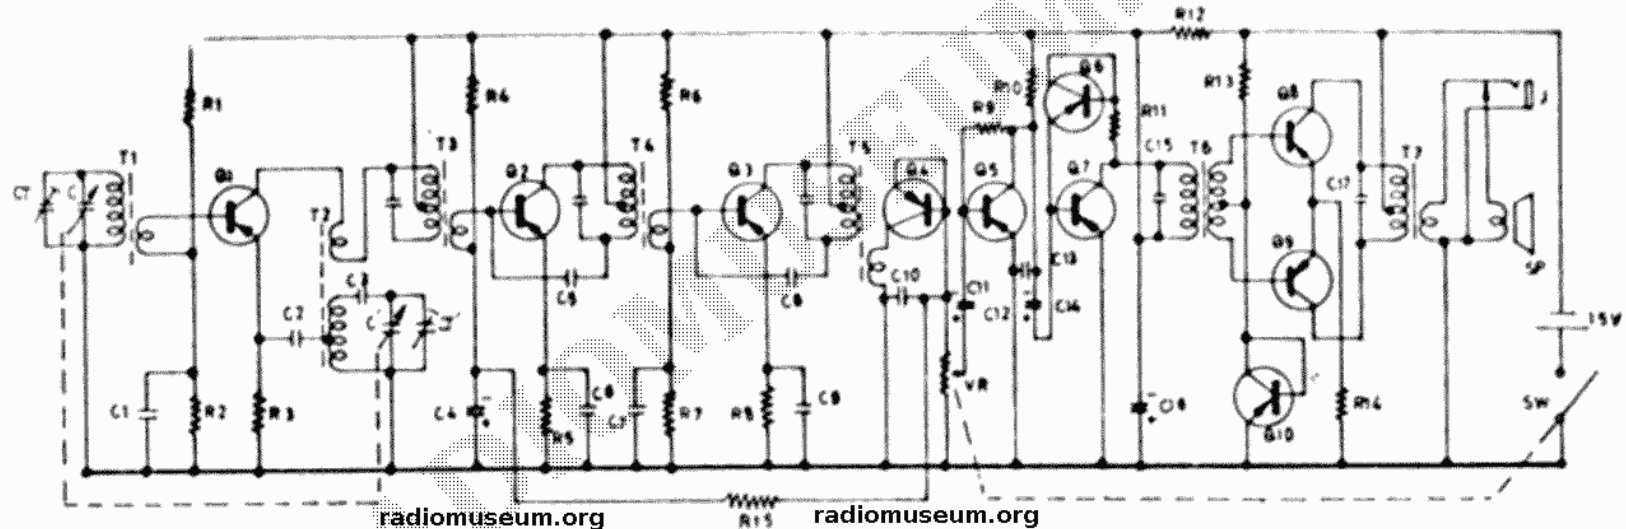 R12
R1
R4
R6
R10
Q6
R11
R13
Q8
J
R9
T1
T3
T4
T5
C15
T6
T7
CT
C
Q1
Q2
Q3
Q4
Q5
Q7
C17
T2
Q9
SP
C3
C5
C8
C10
C13
C2
C
C11
C12
C14
15V
VR
C1
R2
R3
C4
R5
C6
C7
R7
R8
C9
R14
SW
Q10
R15
radiomuseum.org
radiomuseum.org